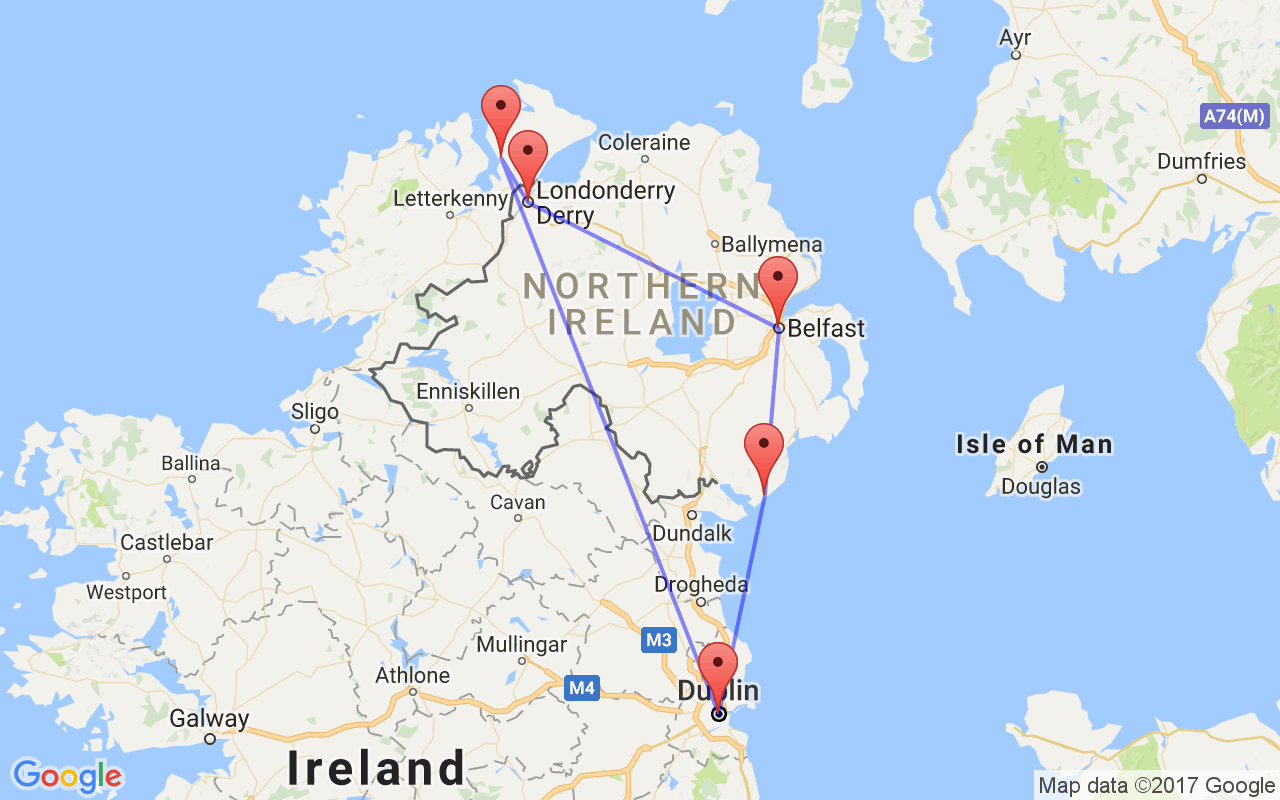 Ayr
A74(M)
Coleraine
Dumfries
Londonderry
Letterkenny
Derry
Ballymena
NORTHERN
IRELAND
Belfast
Enniskillen
Sligo
Isle of Man
Ballina
Douglas
Cavan
Dundalk
Castlebar
Drogheda
Westport
M3
Mullingar
Athlone
M4
Dublin
Galway
Ireland
Google
Map data ©2017 Google